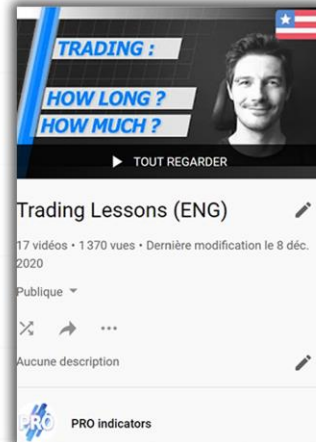 TRADING :
HOW LONG ?
HOW MUCH ?
TOUT REGARDER
Trading Lessons (ENG)
17 vidéos • 1 370 vues • Dernière modification le 8 déc.
2020
Publique
Aucune description
PRO
PRO indicators